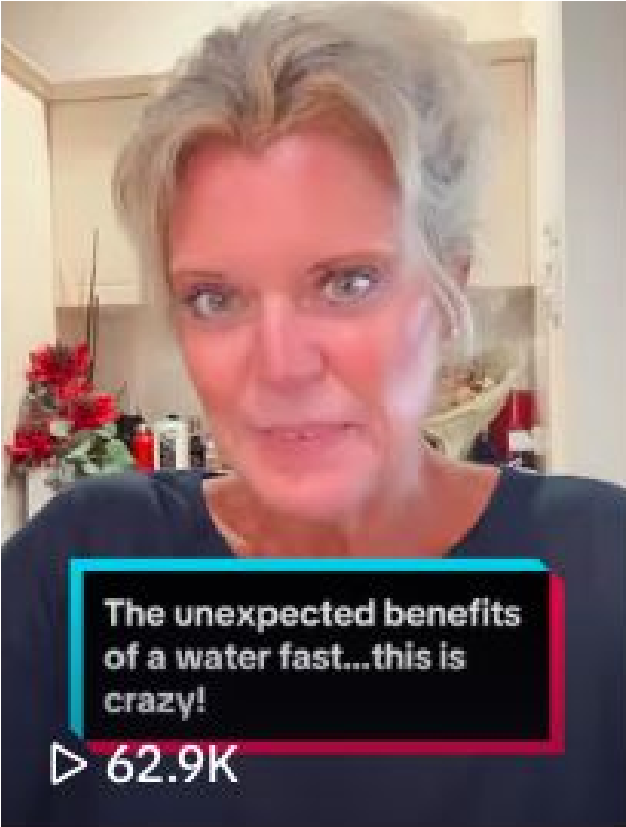 The unexpected benefits
of a water fast...this is
crazy!
62.9K